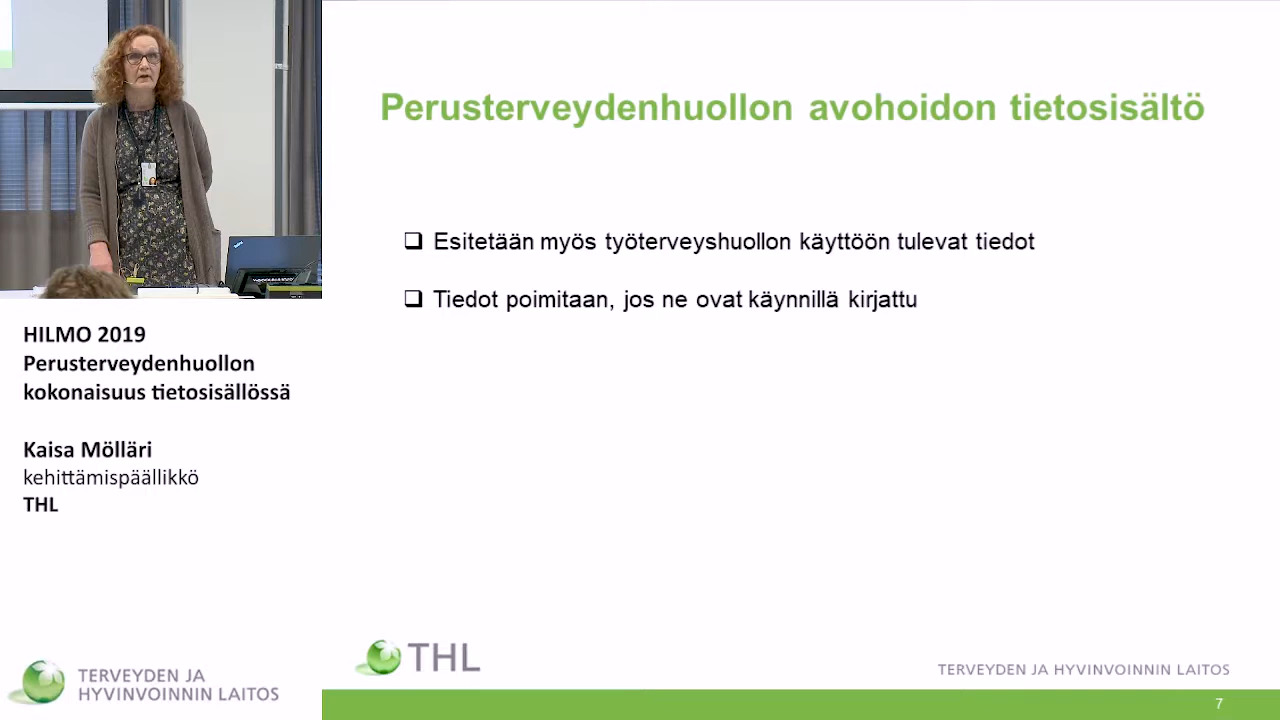 Perusterveydenhuollon avohoidon tietosisältö
❑ Esitetään myös työterveyshuollon käyttöön tulevat tiedot
❑ Tiedot poimitaan, jos ne ovat käynnillä kirjattu
HILMO 2019
Perusterveydenhuollon
kokonaisuus tietosisällössä
Kaisa Mölläri
kehittämispäällikkö
THL
TERVEYDEN JA
HYVINVOINNIN LAITOS
THL
TERVEYDEN JA HYVINVOINNIN LAITOS
7